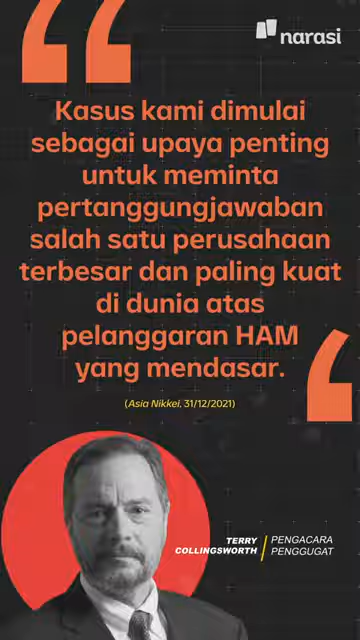 narasi
Kasus kami dimulai
sebagai upaya penting
untuk meminta
pertanggungjawaban
salah satu perusahaan
terbesar dan paling kuat
di dunia atas
pelanggaran HAM
yang mendasar.
(Asia Nikkei, 31/12/2021)
TERRY
COLLINGSWORTH
PENGACARA
PENGGUGAT